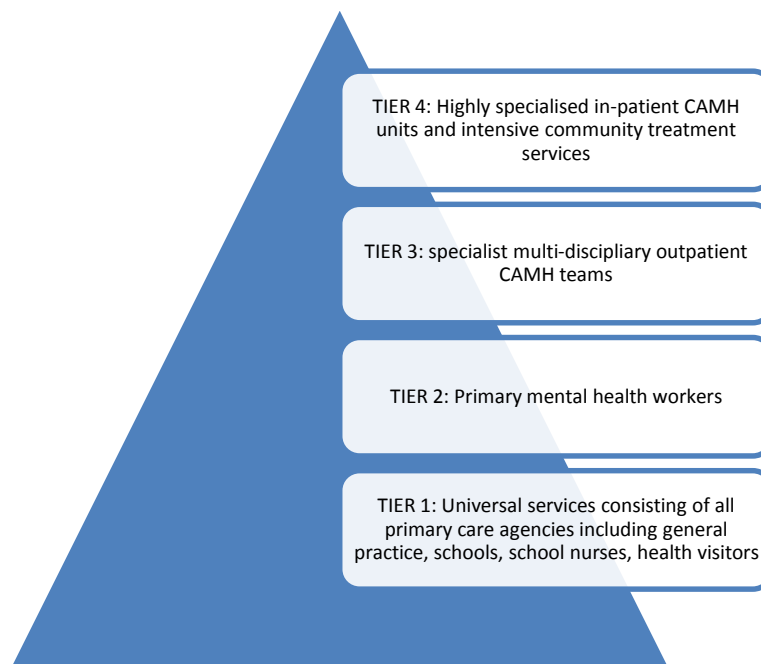 TIER 4: Highly specialised in-patient CAMH
units and intensive community treatment
services
TIER 3: specialist multi-discipliary outpatient
CAMH teams
TIER 2: Primary mental health workers
TIER 1: Universal services consisting of all
primary care agencies including general
practice, schools, school nurses, health visitors